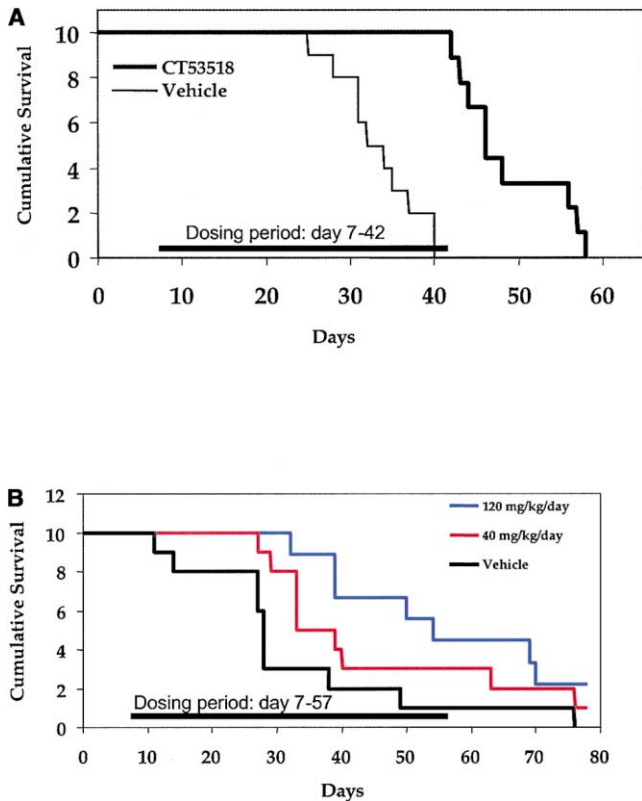 A
Cumulative Survival
10
8
6
4
2
0
CT53518
Vehicle
Dosing period: day 7-42
0 10 20 30 40 50 60
Days
B
Cumulative Survival
12
10
8
6
4
2
0
120 mg/kg/day
40 mg/kg/day
Vehicle
Dosing period: day 7-57
0 10 20 30 40 50 60 70 80
Days